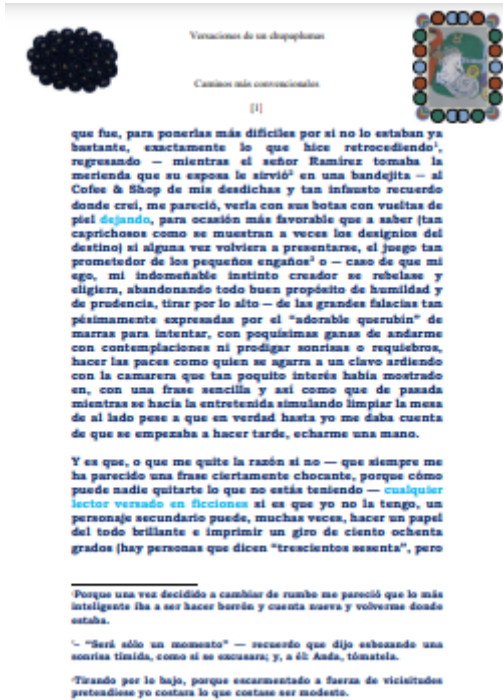 Versaciones de un chupaplumas
Caminos más convencionales
[1]
que fue, para ponerlas más difíciles por si no lo estaban ya
bastante, exactamente lo que hice retrocediendo¹,
regresando — mientras el señor Ramírez tomaba la
merienda que su esposa le sirvió² en una bandejita — al
Cofee & Shop de mis desdichas y tan infausto recuerdo
donde creí, me pareció, verla con sus botas con vueltas de
piel dejando, para ocasión más favorable que a saber (tan
caprichosos como se muestran a veces los designios del
destino) si alguna vez volviera a presentarse, el juego tan
prometedor de los pequeños engaños³ o — caso de que mi
ego, mi indomeñable instinto creador se rebelase y
eligiera, abandonando todo buen propósito de humildad y
de prudencia, tirar por lo alto — de las grandes falacias tan
pésimamente expresadas por el “adorable querubín” de
marras para intentar, con poquísimas ganas de andarme
con contemplaciones ni prodigar sonrisas o requiebros,
hacer las paces como quien se agarra a un clavo ardiendo
con la camarera que tan poquito interés había mostrado
en, con una frase sencilla y así como de pasada
mientras se hacía la entretenida simulando limpiar la mesa
de al lado pese a que en verdad hasta yo me daba cuenta
de que se empezaba a hacer tarde, echarme una mano.
Y es que, o que me quite la razón si no — que siempre me
ha parecido una frase ciertamente chocante, porque cómo
puede nadie quitarte lo que no estás teniendo — cualquier
lector versado en ficciones si es que yo no la tengo, un
personaje secundario puede, muchas veces, hacer un papel
del todo brillante e imprimir un giro de ciento ochenta
grados (hay personas que dicen “trescientos sesenta”, pero
¹Porque una vez decidido a cambiar de rumbo me pareció que lo más
inteligente iba a ser hacer borrón y cuenta nueva y volverme donde
estaba.
²– “Será sólo un momento” — recuerdo que dijo esbozando una
sonrisa tímida, como si se excusara; y, a él: Anda, tómatela.
³Tirando por lo bajo, porque escarmentado a fuerza de vicisitudes
pretendiese yo costara lo que costase ser modesto.